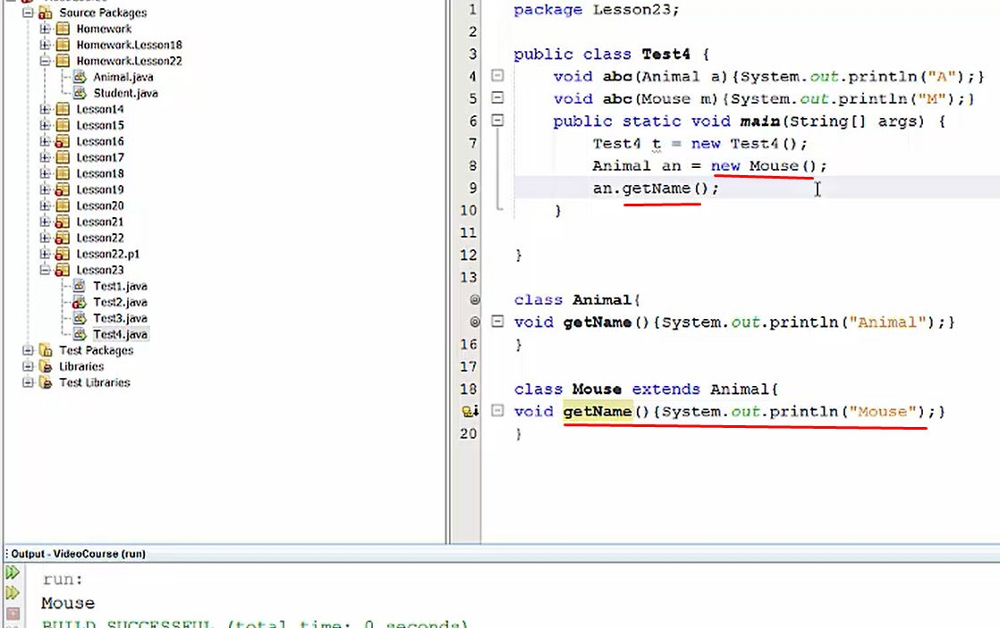 Source Packages
Homework
Homework.Lesson18
Homework.Lesson22
Animal.java
Student.java
Lesson14
Lesson15
Lesson16
Lesson17
Lesson18
Lesson19
Lesson20
Lesson21
Lesson22
Lesson22.p1
Lesson23
Test1.java
Test2.java
Test3.java
Test4.java
Test Packages
Libraries
Test Libraries
1 package Lesson23;
2
3 public class Test4 {
4 void abc(Animal a){System.out.println("A");}
5 void abc(Mouse m){System.out.println("M");}
6 public static void main(String[] args) {
7 Test4 t = new Test4();
8 Animal an = new Mouse();
9 an.getName();
10 }
11
12 }
13
class Animal{
void getName(){System.out.println("Animal");}
16 }
17
18 class Mouse extends Animal{
void getName(){System.out.println("Mouse");}
20 }
Output - VideoCourse (run)
run:
Mouse
BUILD SUCCESSFUL (total time: 0 seconds)